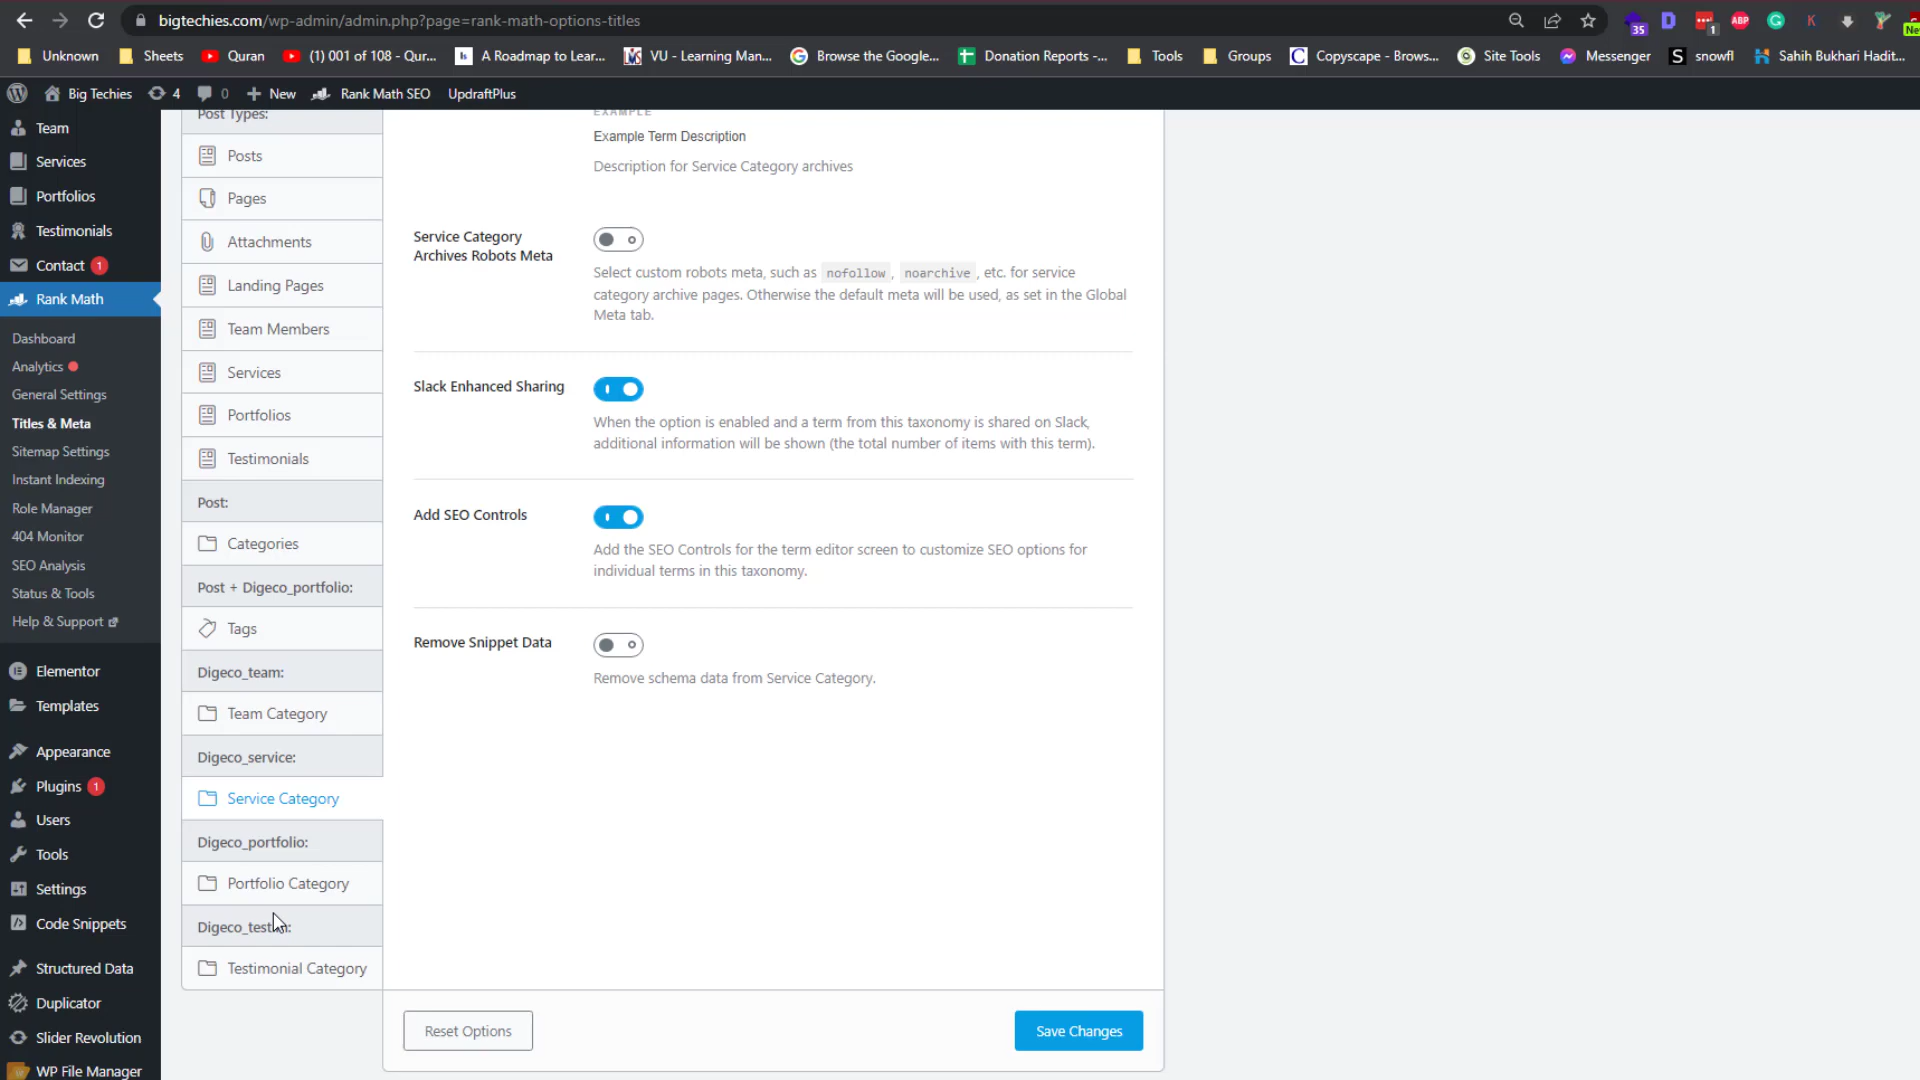 bigtechies.com/wp-admin/admin.php?page=rank-math-options-titles
35
D
1
ABP
K
Ne
Unknown
Sheets
Quran
(1) 001 of 108 - Qur...
A Roadmap to Lear...
VU - Learning Man...
Browse the Google...
Donation Reports -...
Tools
Groups
Copyscape - Brows...
Site Tools
Messenger
snowfl
Sahih Bukhari Hadit...
Big Techies
4
0
New
Rank Math SEO
UpdraftPlus
Team
Services
Portfolios
Testimonials
Contact 1
Rank Math
Dashboard
Analytics
General Settings
Titles & Meta
Sitemap Settings
Instant Indexing
Role Manager
404 Monitor
SEO Analysis
Status & Tools
Help & Support
Elementor
Templates
Appearance
Plugins 1
Users
Tools
Settings
Code Snippets
Structured Data
Duplicator
Slider Revolution
WP File Manager
Post Types:
Posts
Pages
Attachments
Landing Pages
Team Members
Services
Portfolios
Testimonials
Post:
Categories
Post + Digeco_portfolio:
Tags
Digeco_team:
Team Category
Digeco_service:
Service Category
Digeco_portfolio:
Portfolio Category
Testimonial Category
EXAMPLE
Example Term Description
Description for Service Category archives
Service Category
Archives Robots Meta
Select custom robots meta, such as nofollow, noarchive, etc. for service
category archive pages. Otherwise the default meta will be used, as set in the Global
Meta tab.
Slack Enhanced Sharing
When the option is enabled and a term from this taxonomy is shared on Slack,
additional information will be shown (the total number of items with this term).
Add SEO Controls
Add the SEO Controls for the term editor screen to customize SEO options for
individual terms in this taxonomy.
Remove Snippet Data
Remove schema data from Service Category.
Reset Options
Save Changes